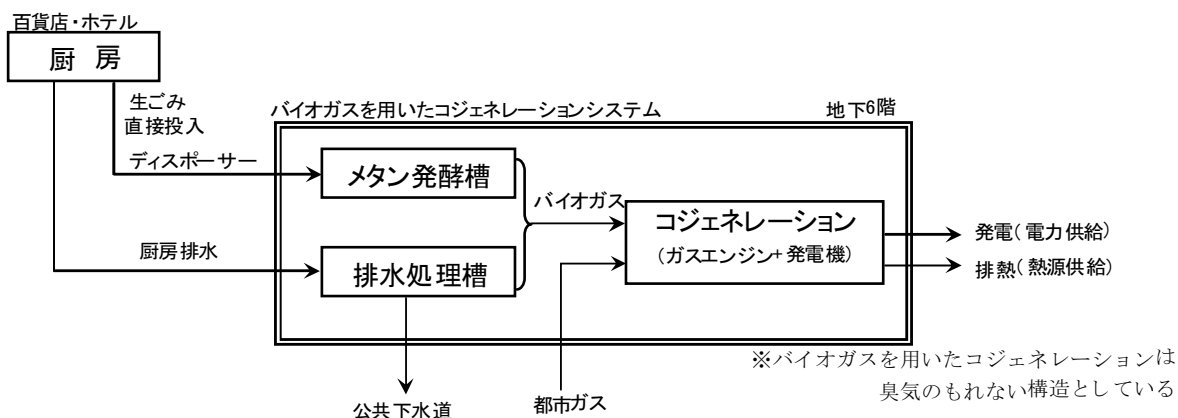 百貨店・ホテル
厨 房
生ごみ
直接投入
ディスポーサー
バイオガスを用いたコジェネレーションシステム
地下6階
メタン発酵槽
バイオガス
コジェネレーション
(ガスエンジン+発電機)
発電(電力供給)
排熱(熱源供給)
厨房排水
排水処理槽
公共下水道
都市ガス
※バイオガスを用いたコジェネレーションは
臭気のもれない構造としている